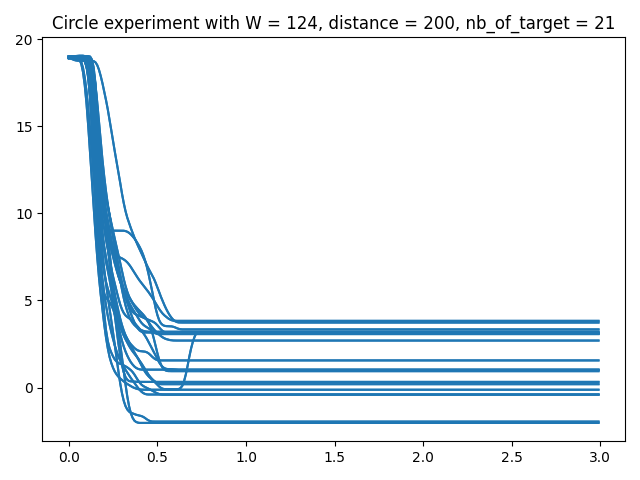 Circle experiment with W = 124, distance = 200, nb_of_target = 21
20
15
10
5
0
0.0 0.5 1.0 1.5 2.0 2.5 3.0